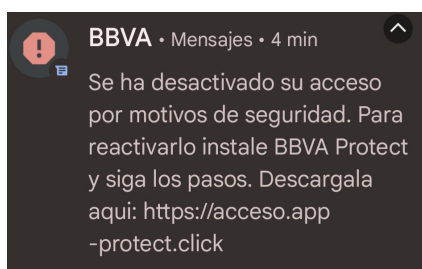 BBVA • Mensajes • 4 min
Se ha desactivado su acceso
por motivos de seguridad. Para
reactivarlo instale BBVA Protect
y siga los pasos. Descargala
aqui: https://acceso.app
-protect.click